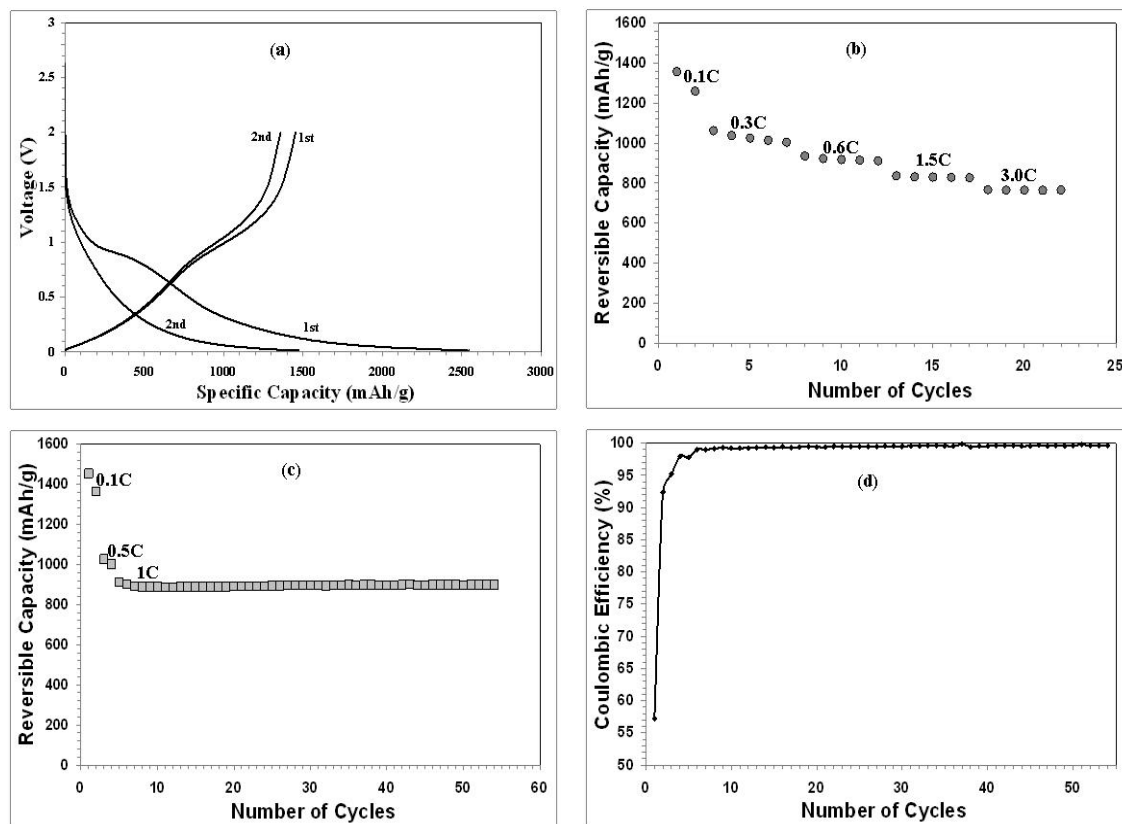 (a)
Voltage (V)
3
2.5
2
1.5
1
0.5
0
2nd
1st
2nd
1st
0
500
1000
1500
2000
2500
3000
Specific Capacity (mAh/g)
(b)
Reversible Capacity (mAh/g)
1600
1400
1200
1000
800
600
400
200
0
0.1C
0.3C
0.6C
1.5C
3.0C
0
5
10
15
20
25
Number of Cycles
(c)
Reversible Capacity (mAh/g)
1600
1400
1200
1000
800
600
400
200
0
0.1C
0.5C
1C
0
10
20
30
40
50
60
Number of Cycles
(d)
Coulombic Efficiency (%)
100
95
90
85
80
75
70
65
60
55
50
0
10
20
30
40
50
Number of Cycles